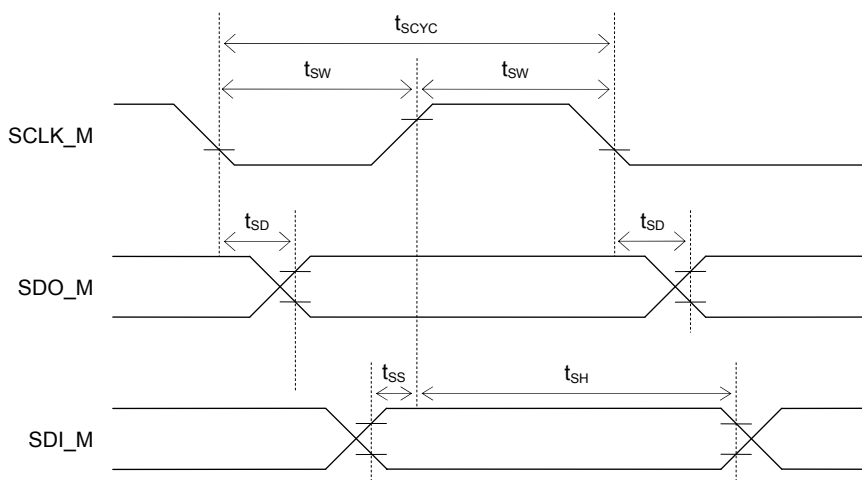 tSCYC
tSW tSW
SCLK_M
tSD tSD
SDO_M
tSS tSH
SDI_M